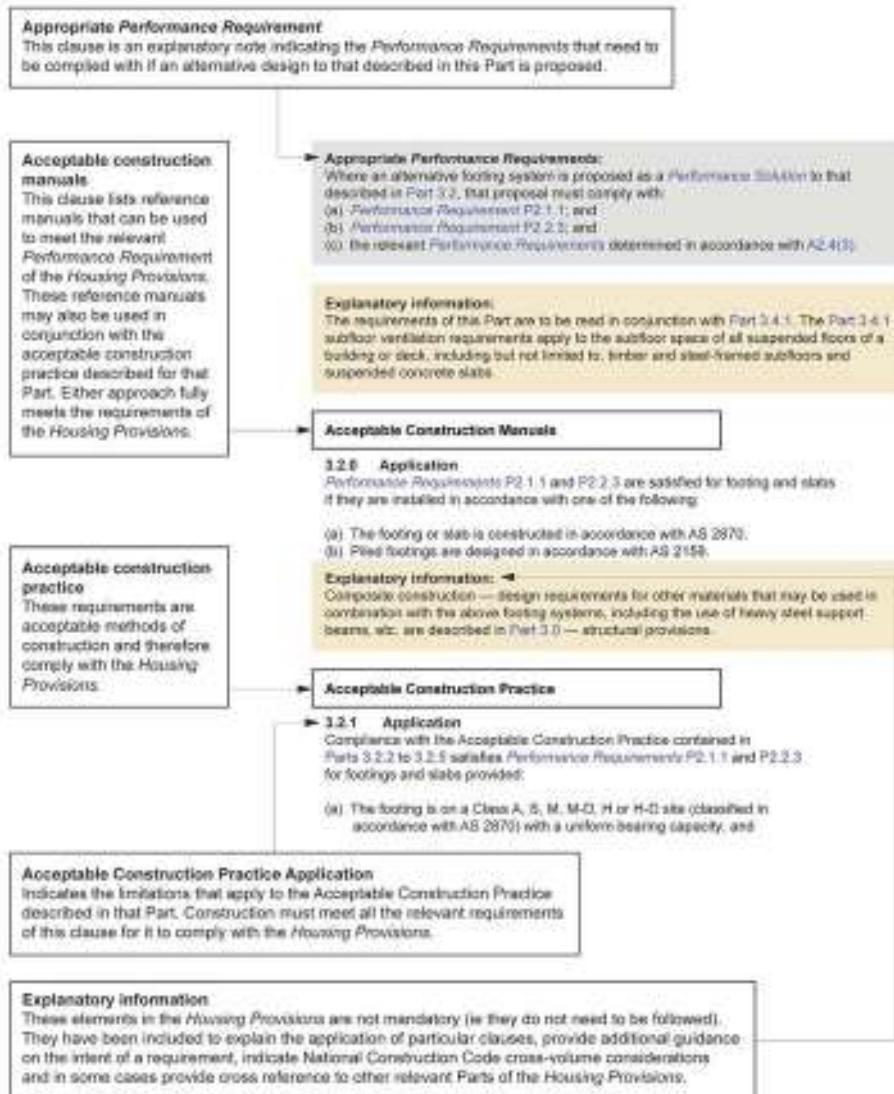 Appropriate Performance Requirement
This clause is an explanatory note indicating the Performance Requirements that need to
be complied with if an alternative design to that described in this Part is proposed.
Acceptable construction
manuals
This clause lists reference
manuals that can be used
to meet the relevant
Performance Requirement
of the Housing Provisions.
These reference manuals
may also be used in
conjunction with the
acceptable construction
practice described for that
Part. Either approach fully
meets the requirements of
the Housing Provisions.
Appropriate Performance Requirements:
Where an alternative footing system is proposed as a Performance Solution to that
described in Part 3.2, that proposal must comply with
(a) Performance Requirement P2.1.1; and
(b) Performance Requirement P2.2.3; and
(c) the relevant Performance Requirements determined in accordance with A2.4(3).
Explanatory information:
The requirements of this Part are to be read in conjunction with Part 3.4.1. The Part 3.4.1
subfloor ventilation requirements apply to the subfloor space of all suspended floors of a
building or deck, including but not limited to, timber and steel-framed subfloors and
suspended concrete slabs.
Acceptable Construction Manuals
3.2.0 Application
Performance Requirements P2.1.1 and P2.2.3 are satisfied for footing and slabs
if they are installed in accordance with one of the following
(a) The footing or slab is constructed in accordance with AS 2870.
(b) Piled footings are designed in accordance with AS 2159.
Explanatory information:
Composite construction — design requirements for other materials that may be used in
combination with the above footing systems, including the use of heavy steel support
beams, etc. are described in Part 3.0 — structural provisions.
Acceptable construction
practice
These requirements are
acceptable methods of
construction and therefore
comply with the Housing
Provisions.
Acceptable Construction Practice
3.2.1 Application
Compliance with the Acceptable Construction Practice contained in
Parts 3.2.2 to 3.2.5 satisfies Performance Requirements P2.1.1 and P2.2.3
for footings and slabs provided:
(a) The footing is on a Class A, S, M, M-D, H or H-D site (classified in
accordance with AS 2870) with a uniform bearing capacity, and
Acceptable Construction Practice Application
Indicates the limitations that apply to the Acceptable Construction Practice
described in that Part. Construction must meet all the relevant requirements
of this clause for it to comply with the Housing Provisions.
Explanatory information
These elements in the Housing Provisions are not mandatory (ie they do not need to be followed).
They have been included to explain the application of particular clauses, provide additional guidance
on the intent of a requirement, indicate National Construction Code cross-volume considerations
and in some cases provide cross reference to other relevant Parts of the Housing Provisions.